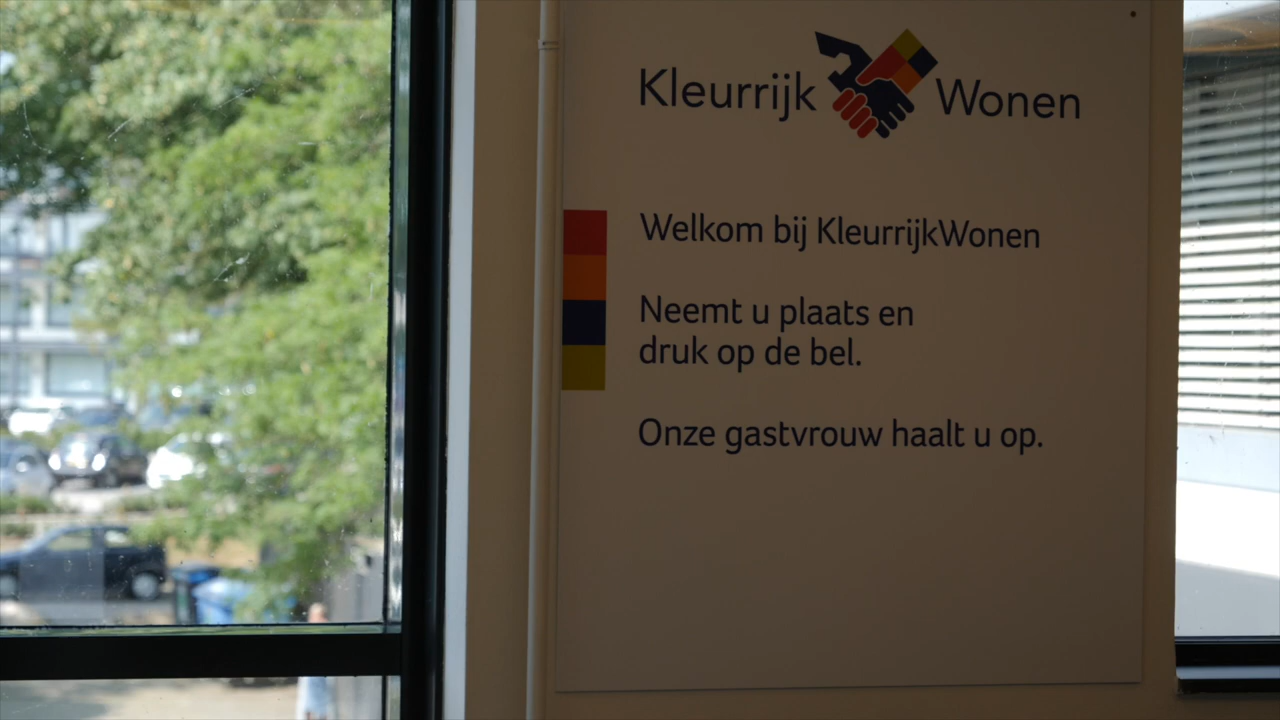 Kleurrijk Wonen
Welkom bij KleurrijkWonen
Neemt u plaats en
druk op de bel.
Onze gastvrouw haalt u op.